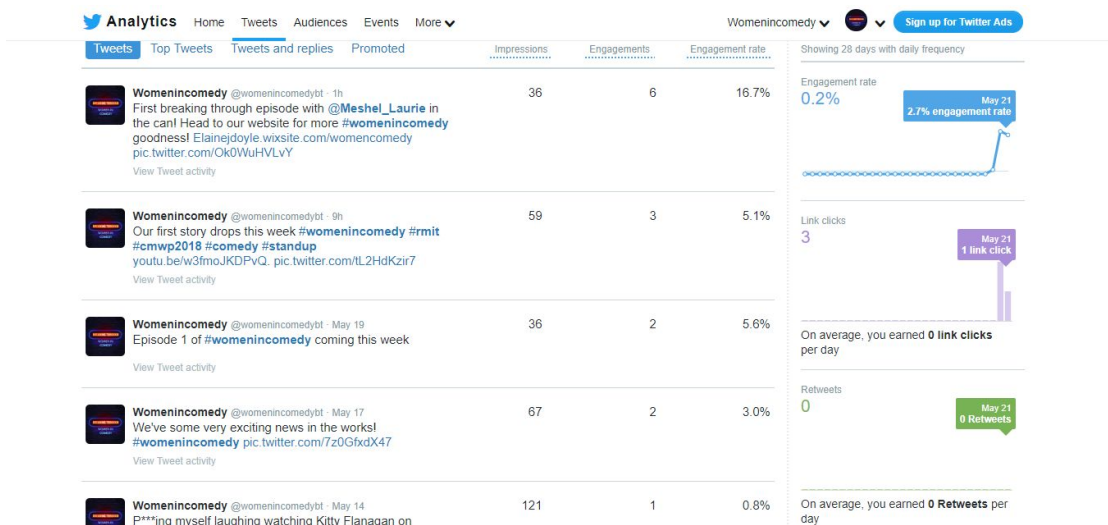 Analytics Home Tweets Audiences Events More Womenincomedy Sign up for Twitter Ads
Tweets Top Tweets Tweets and replies Promoted Impressions Engagements Engagement rate
Womenincomedy @womenincomedybt · 1h 36 6 16.7%
First breaking through episode with @Meshel_Laurie in
the can! Head to our website for more #womenincomedy
goodness! Elainejdoyle.wixsite.com/womencomedy
pic.twitter.com/Ok0WuHVLvY
View Tweet activity
Womenincomedy @womenincomedybt · 9h 59 3 5.1%
Our first story drops this week #womenincomedy #rmit
#cmwp2018 #comedy #standup
youtu.be/w3fmoJKDPvQ. pic.twitter.com/tL2HdKzir7
View Tweet activity
Womenincomedy @womenincomedybt · May 19 36 2 5.6%
Episode 1 of #womenincomedy coming this week
View Tweet activity
Womenincomedy @womenincomedybt · May 17 67 2 3.0%
We've some very exciting news in the works!
#womenincomedy pic.twitter.com/7z0GfxdX47
View Tweet activity
Womenincomedy @womenincomedybt · May 14 121 1 0.8%
P***ing myself laughing watching Kitty Flanagan on
Showing 28 days with daily frequency
Engagement rate
0.2%
May 21
2.7% engagement rate
Link clicks
3
May 21
1 link click
On average, you earned 0 link clicks
per day
Retweets
0
May 21
0 Retweets
On average, you earned 0 Retweets per
day